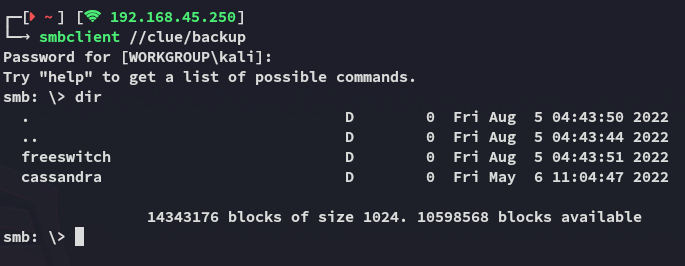 [ ~ ] [ 192.168.45.250]
smbclient //clue/backup
Password for [WORKGROUP\kali]:
Try "help" to get a list of possible commands.
smb: \> dir
. D 0 Fri Aug 5 04:43:50 2022
.. D 0 Fri Aug 5 04:43:44 2022
freeswitch D 0 Fri Aug 5 04:43:51 2022
cassandra D 0 Fri May 6 11:04:47 2022
14343176 blocks of size 1024. 10598568 blocks available
smb: \>